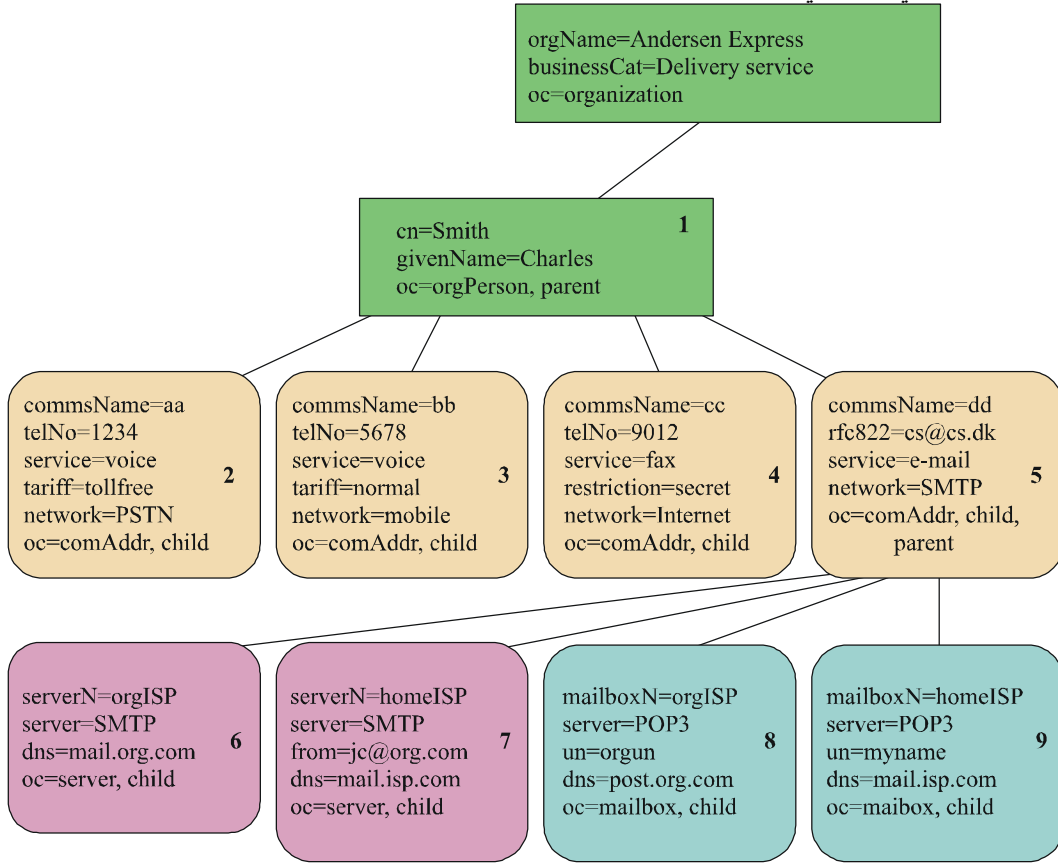 orgName=Andersen Express
businessCat=Delivery service
oc=organization
1
cn=Smith
givenName=Charles
oc=orgPerson, parent
commsName=aa
telNo=1234
service=voice
tariff=tollfree
network=PSTN
oc=comAddr, child
2
commsName=bb
telNo=5678
service=voice
tariff=normal
network=mobile
oc=comAddr, child
3
commsName=cc
telNo=9012
service=fax
restriction=secret
network=Internet
oc=comAddr, child
4
commsName=dd
rfc822=cs@cs.dk
service=e-mail
network=SMTP
oc=comAddr, child,
parent
5
serverN=orgISP
server=SMTP
dns=mail.org.com
oc=server, child
6
serverN=homeISP
server=SMTP
from=jc@org.com
dns=mail.isp.com
oc=server, child
7
mailboxN=orgISP
server=POP3
un=orgun
dns=post.org.com
oc=mailbox, child
8
mailboxN=homeISP
server=POP3
un=myname
dns=mail.isp.com
oc=maibox, child
9